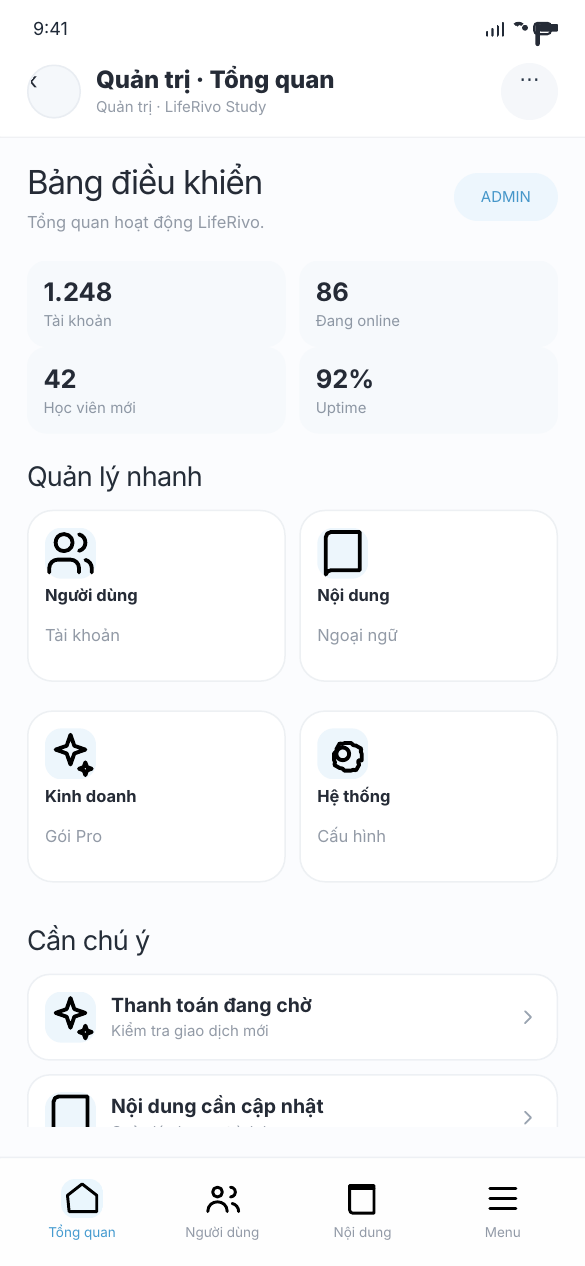 9:41
Quản trị · Tổng quan
Quản trị · LifeRivo Study
Bảng điều khiển
ADMIN
Tổng quan hoạt động LifeRivo.
1.248
Tài khoản
86
Đang online
42
Học viên mới
92%
Uptime
Quản lý nhanh
Người dùng
Tài khoản
Nội dung
Ngoại ngữ
Kinh doanh
Gói Pro
Hệ thống
Cấu hình
Cần chú ý
Thanh toán đang chờ
Kiểm tra giao dịch mới
Nội dung cần cập nhật
Tổng quan
Người dùng
Nội dung
Menu